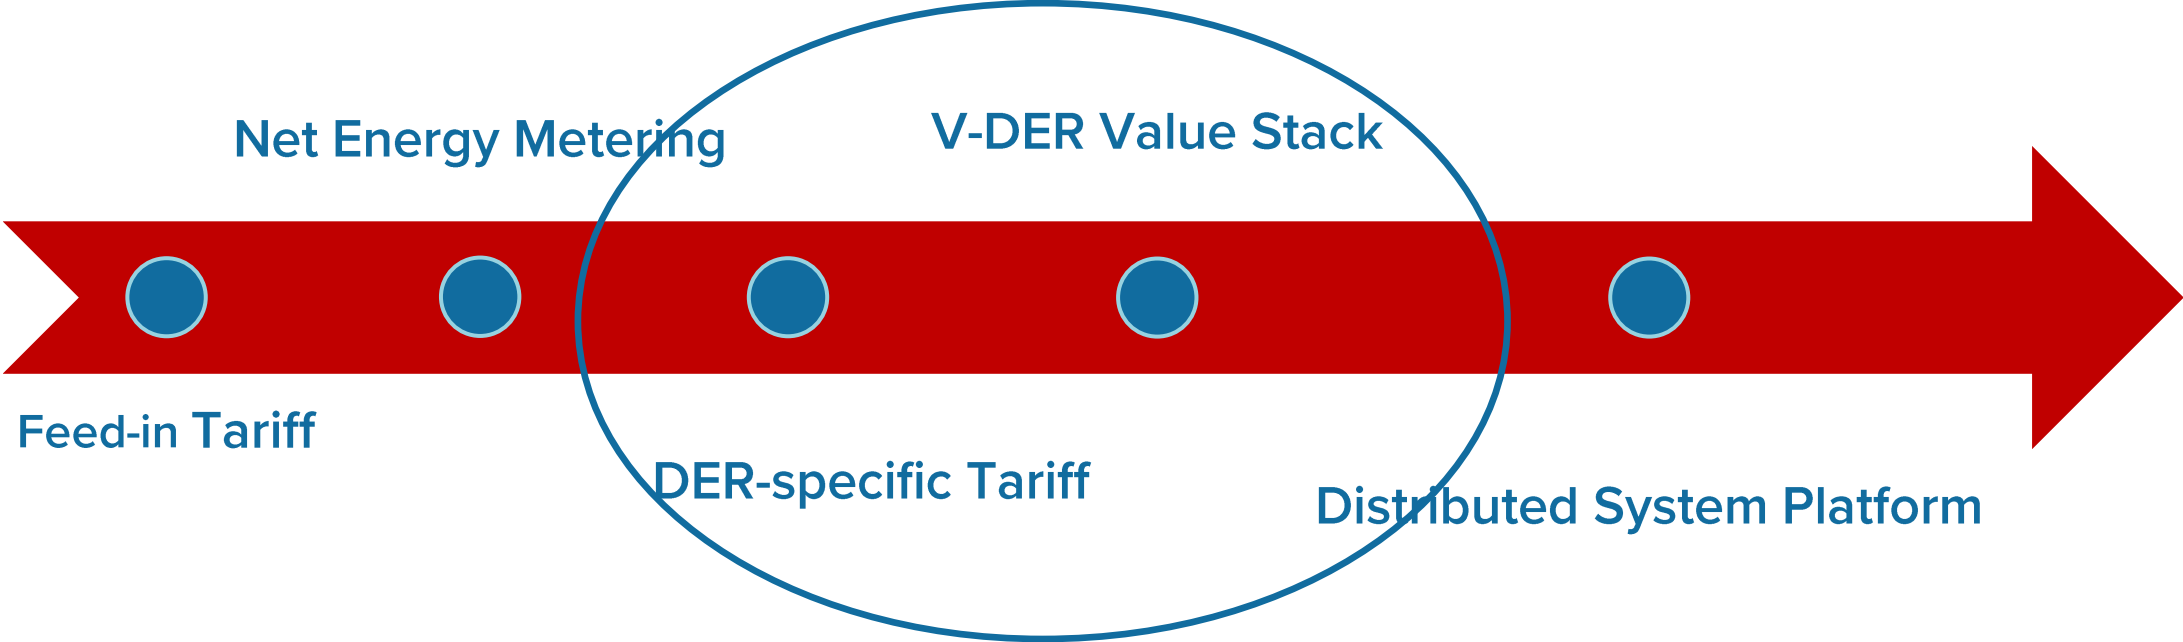 Net Energy Metering
V-DER Value Stack
Feed-in Tariff
DER-specific Tariff
Distributed System Platform